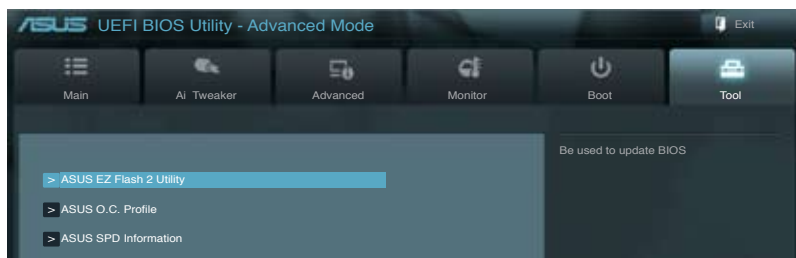 ASUS UEFI BIOS Utility - Advanced Mode Exit
Main Ai Tweaker Advanced Monitor Boot Tool
Be used to update BIOS
> ASUS EZ Flash 2 Utility
> ASUS O.C. Profile
> ASUS SPD Information